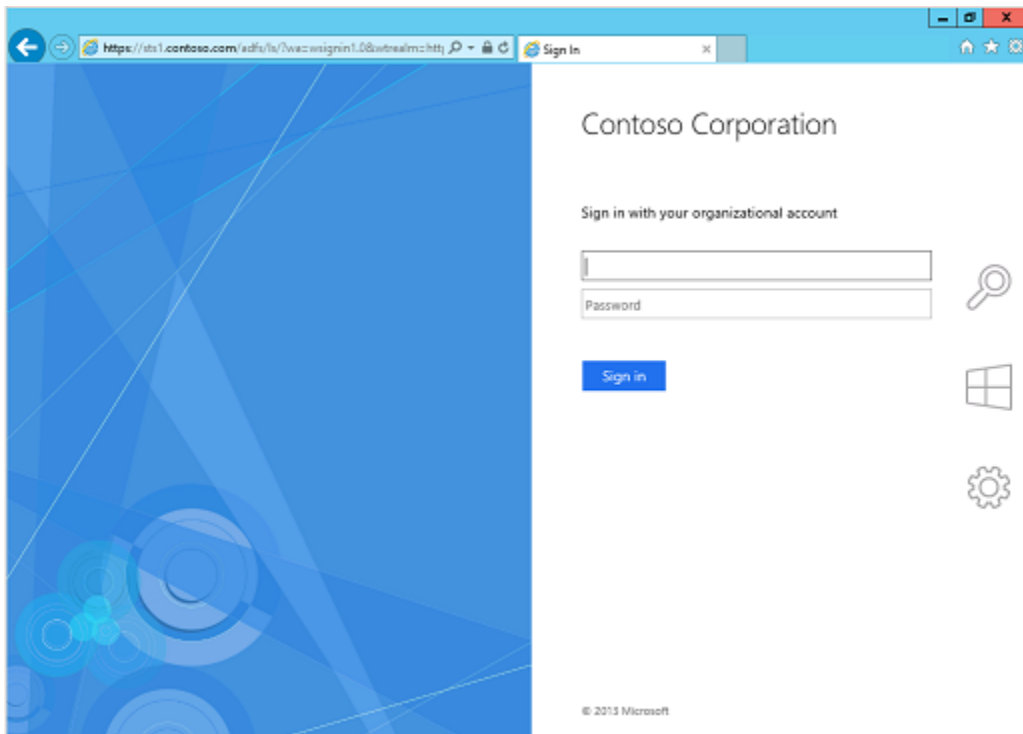 https://sts1.contoso.com/adfs/ls/?wa=wsignin1.0&wtrealm=htt
Sign In
Contoso Corporation
Sign in with your organizational account
Password
Sign in
© 2013 Microsoft